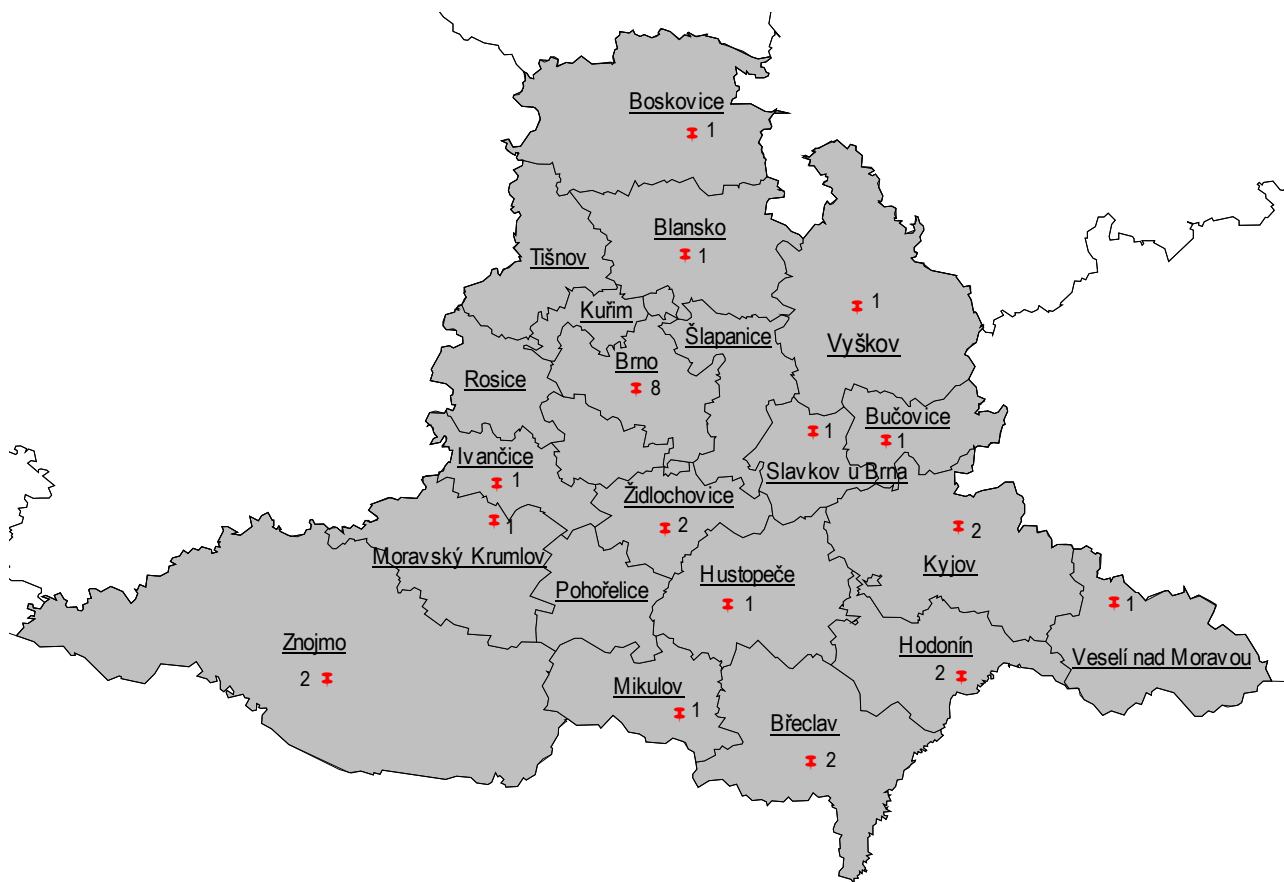 Boskovice
1
Blansko
1
Tišnov
1
Kuřim
Šlapanice
Vyškov
Brno
8
Rosice
Bučovice
1
1
Ivančice
1
Slavkov u Brna
Židlochovice
2
1
Moravský Krumlov
2
Kyjov
Hustopeče
1
Pohořelice
1
Znojmo
2
Hodonín
2
Veselí nad Moravou
Mikulov
1
Břeclav
2